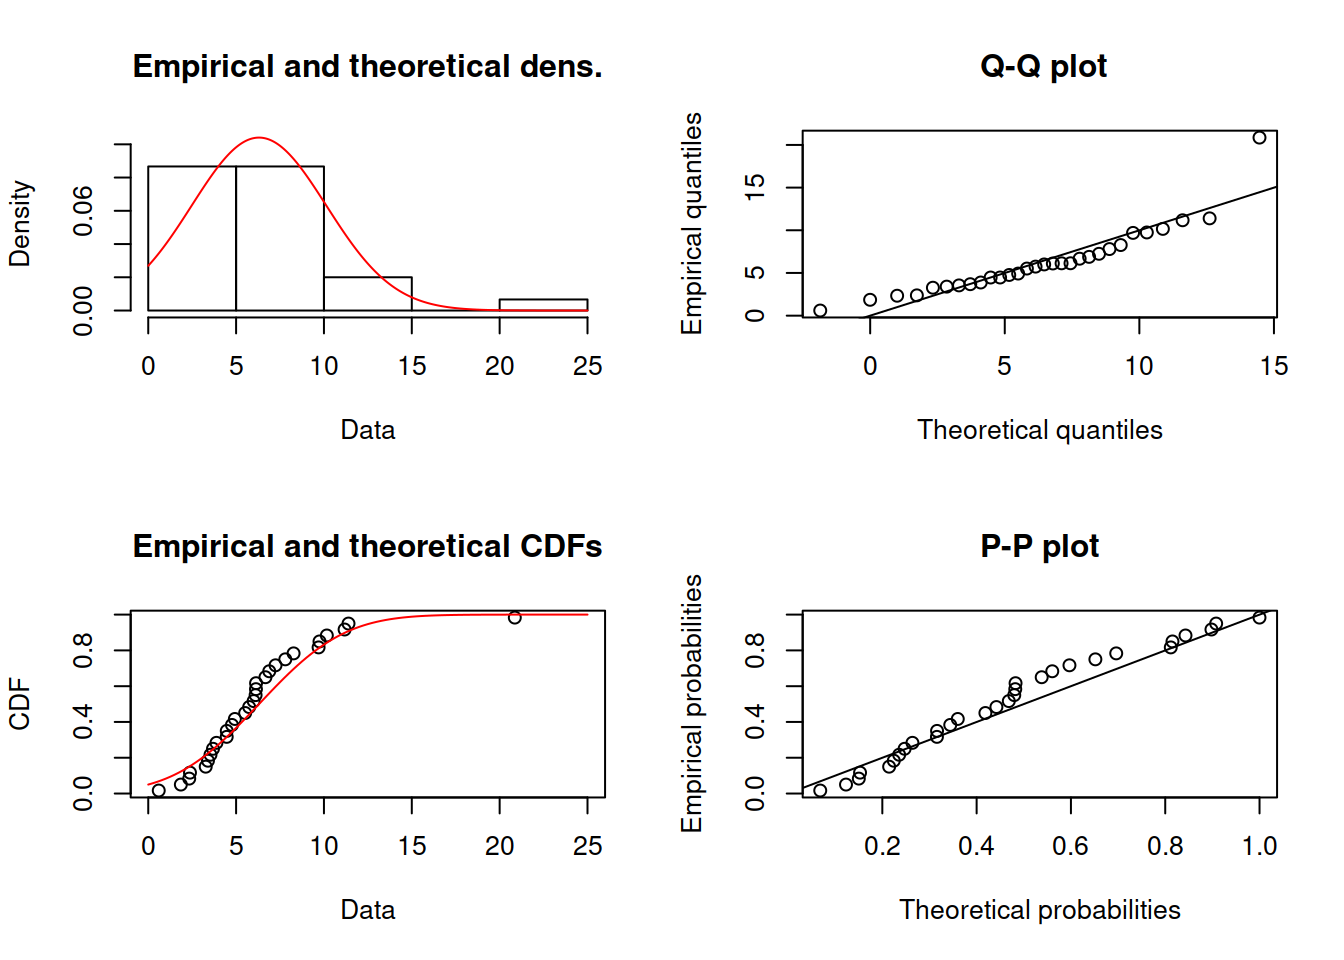 Empirical and theoretical dens.
Density
0.00
0.06
0 5 10 15 20 25
Data
Q-Q plot
Empirical quantiles
0
5
15
0 5 10 15
Theoretical quantiles
Empirical and theoretical CDFs
CDF
0.0
0.4
0.8
0 5 10 15 20 25
Data
P-P plot
Empirical probabilities
0.0
0.4
0.8
0.2 0.4 0.6 0.8 1.0
Theoretical probabilities